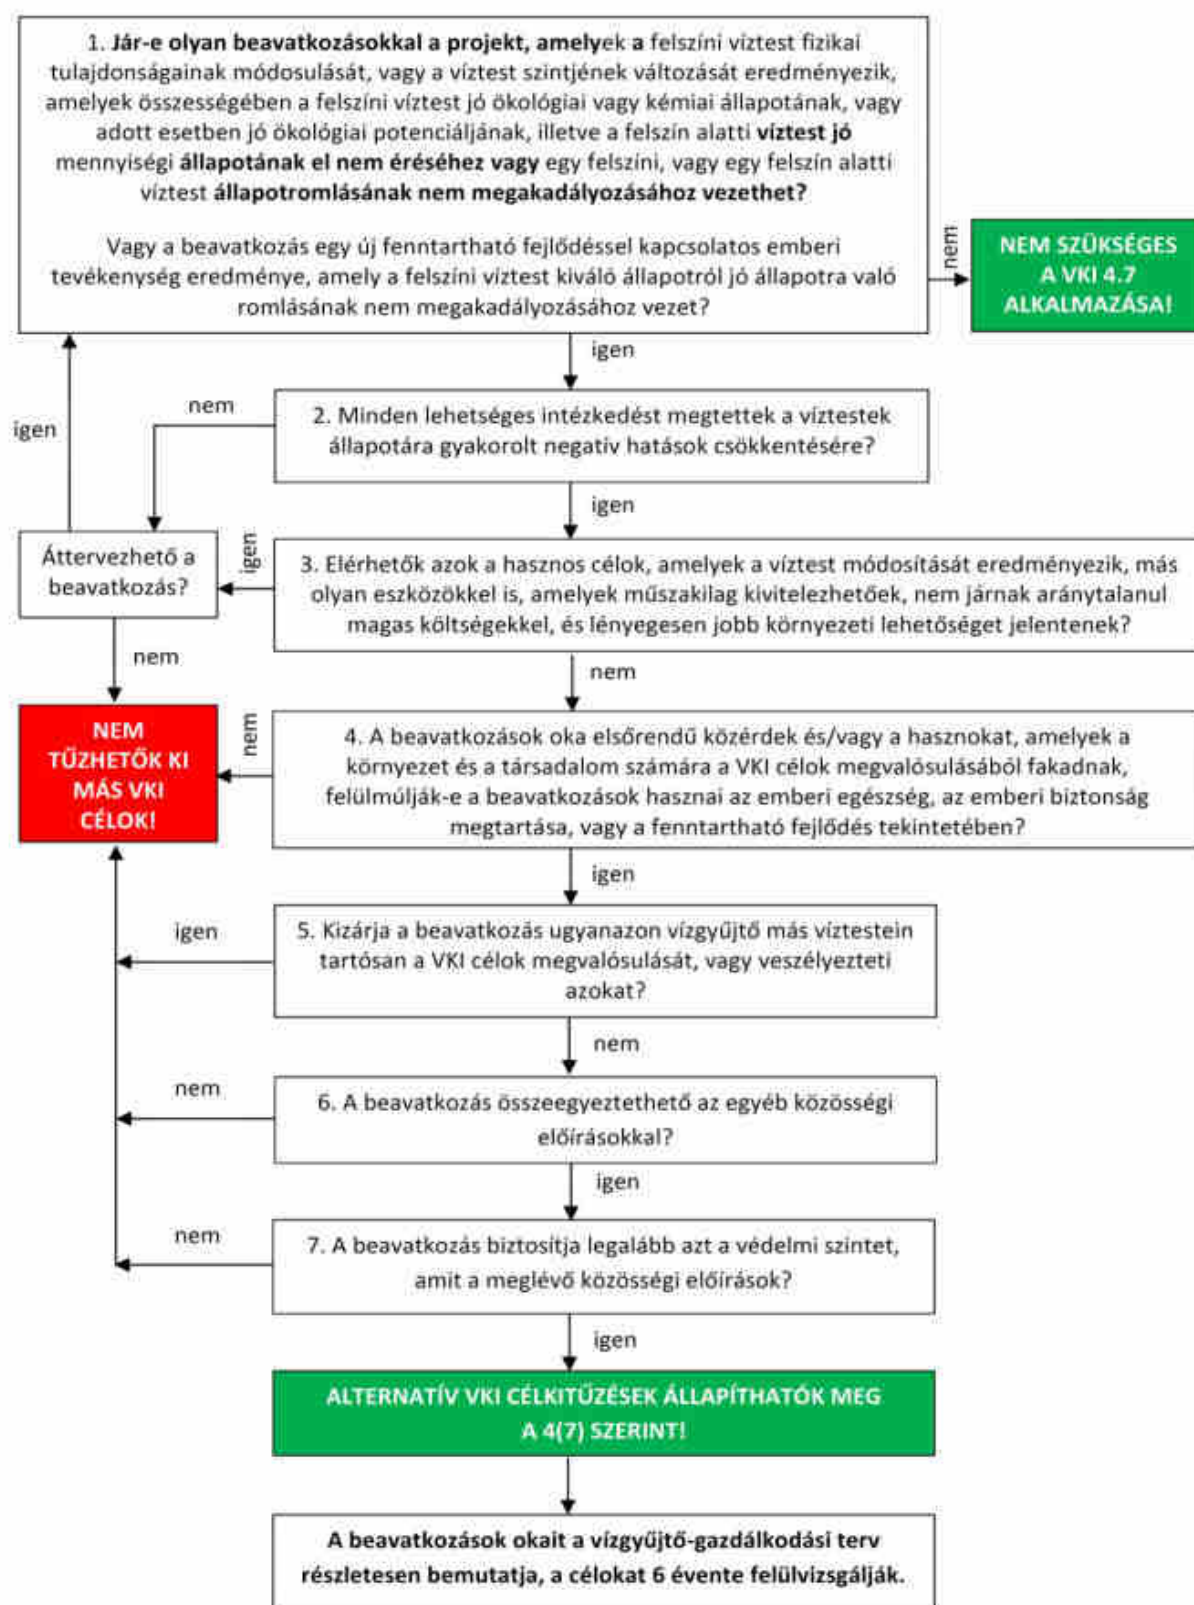 1. Jár-e olyan beavatkozásokkal a projekt, amelyek a felszíni víztest fizikai
tulajdonságainak módosulását, vagy a víztest szintjének változását eredményezik,
amelyek összességében a felszíni víztest jó ökológiai vagy kémiai állapotának, vagy
adott esetben jó ökológiai potenciáljának, illetve a felszín alatti víztest jó
mennyiségi állapotának el nem éréséhez vagy egy felszíni, vagy egy felszín alatti
víztest állapotromlásának nem megakadályozásához vezethet?
Vagy a beavatkozás egy új fenntartható fejlődéssel kapcsolatos emberi
tevékenység eredménye, amely a felszíni víztest kiváló állapotról jó állapotra való
romlásának nem megakadályozásához vezet?
nem
NEM SZÜKSÉGES
A VKI 4.7
ALKALMAZÁSA!
igen
igen
nem
2. Minden lehetséges intézkedést megtettek a víztestek
állapotára gyakorolt negatív hatások csökkentésére?
igen
Áttervezhető a
beavatkozás?
igen
3. Elérhetők azok a hasznos célok, amelyek a víztest módosítását eredményezik, más
olyan eszközökkel is, amelyek műszakilag kivitelezhetőek, nem járnak aránytalanul
magas költségekkel, és lényegesen jobb környezeti lehetőséget jelentenek?
nem
nem
NEM
TŰZHETŐK KI
MÁS VKI
CÉLOK!
nem
4. A beavatkozások oka elsőrendű közérdek és/vagy a hasznokat, amelyek a
környezet és a társadalom számára a VKI célok megvalósulásából fakadnak,
felülmúlják-e a beavatkozások hasznai az emberi egészség, az emberi biztonság
megtartása, vagy a fenntartható fejlődés tekintetében?
igen
igen
5. Kizárja a beavatkozás ugyanazon vízgyűjtő más víztestein
tartósan a VKI célok megvalósulását, vagy veszélyezteti
azokat?
nem
nem
6. A beavatkozás összeegyeztethető az egyéb közösségi
előírásokkal?
igen
nem
7. A beavatkozás biztosítja legalább azt a védelmi szintet,
amit a meglévő közösségi előírások?
igen
ALTERNATÍV VKI CÉLKITŰZÉSEK ÁLLAPÍTHATÓK MEG
A 4(7) SZERINT!
A beavatkozások okait a vízgyűjtő-gazdálkodási terv
részletesen bemutatja, a célokat 6 évente felülvizsgálják.